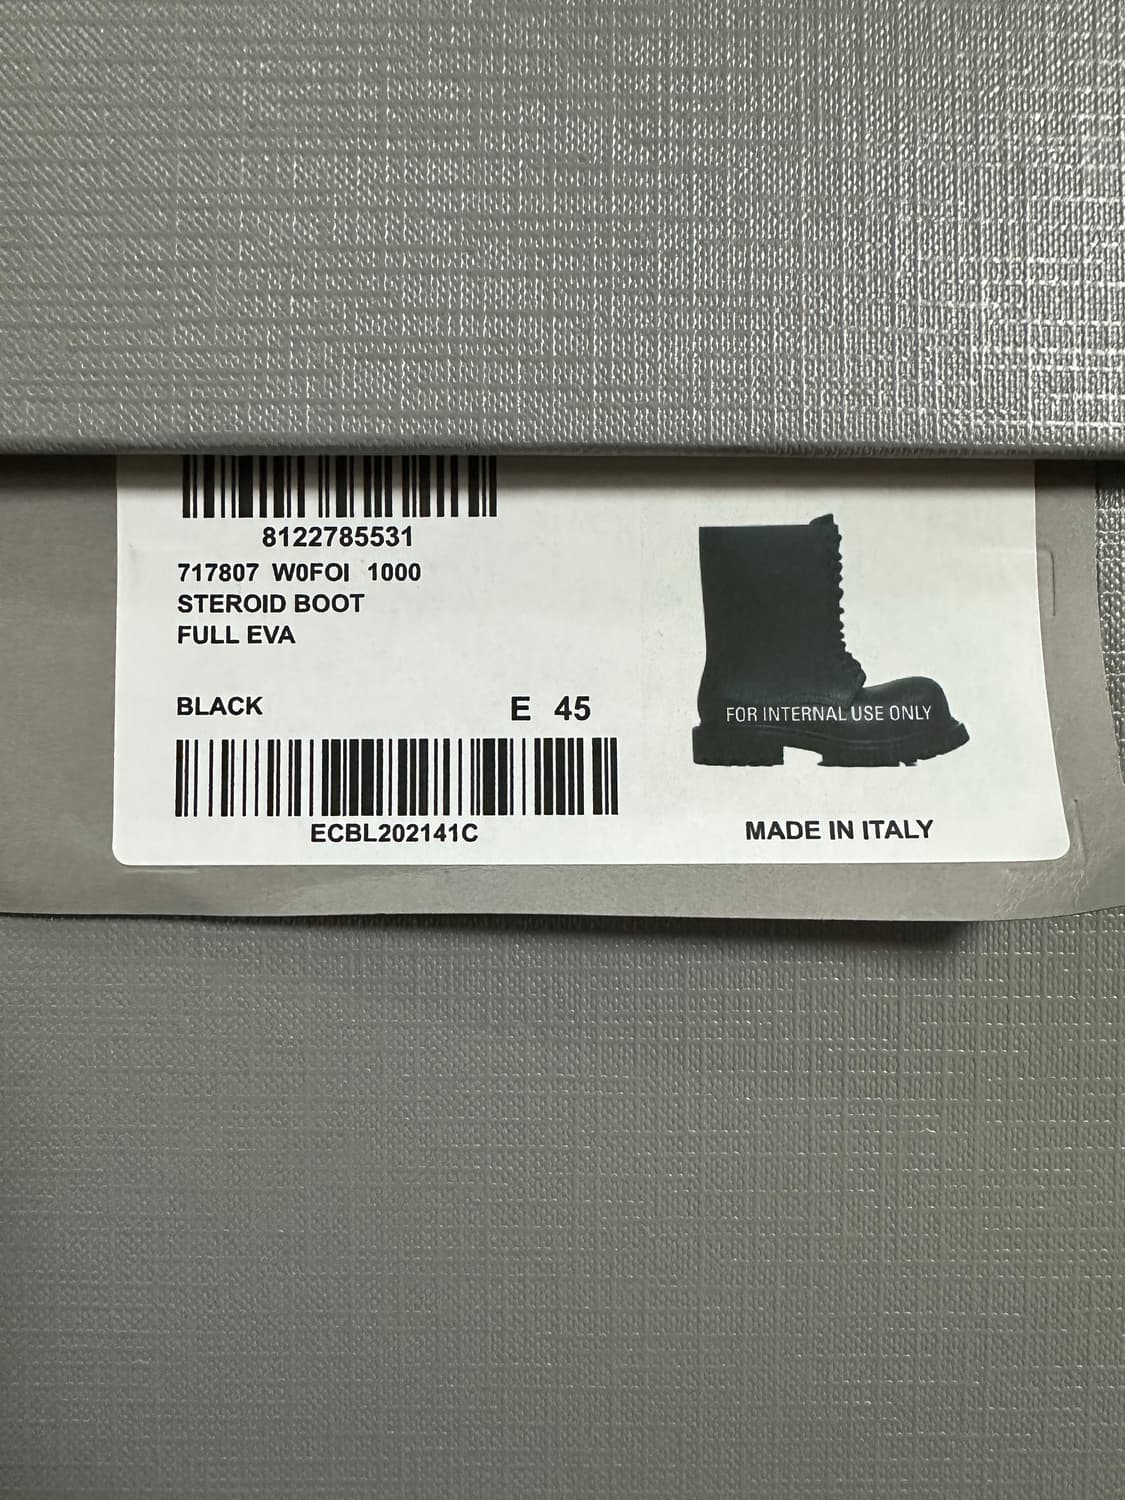 8122785531
717807 W0FOI 1000
STEROID BOOT
FULL EVA
BLACK
E 45
ECBL202141C
FOR INTERNAL USE ONLY
MADE IN ITALY